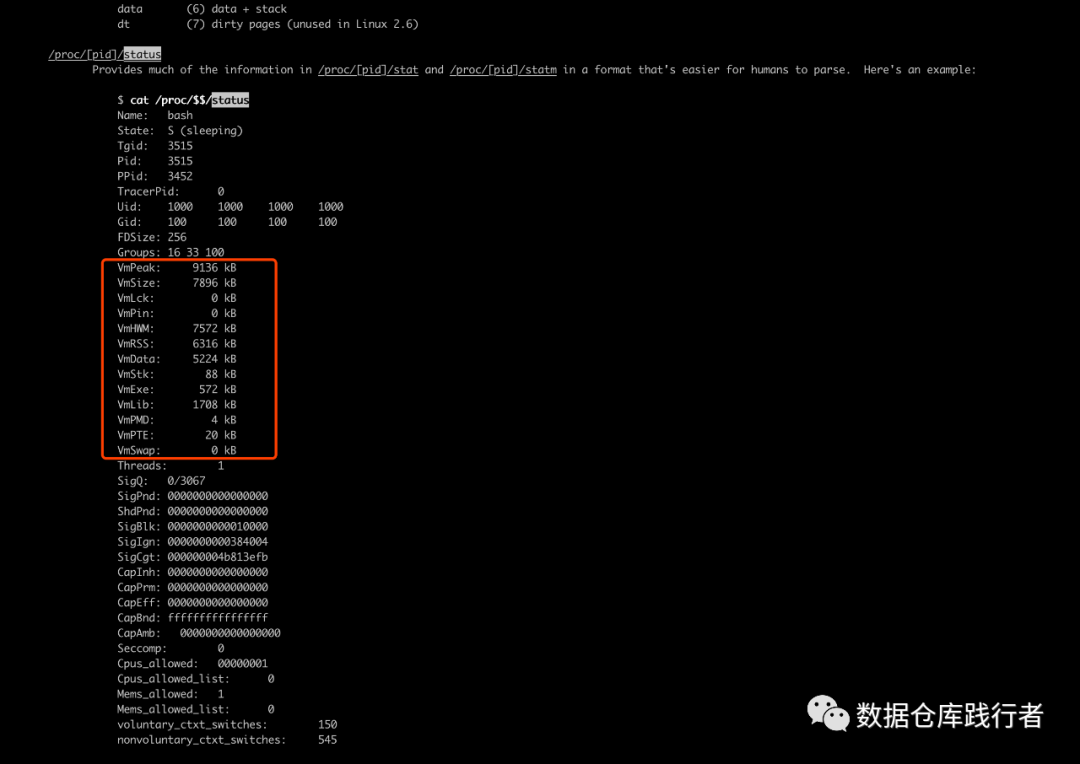 data       (6) data + stack
dt         (7) dirty pages (unused in Linux 2.6)
/proc/[pid]/status
Provides much of the information in /proc/[pid]/stat and /proc/[pid]/statm in a format that's easier for humans to parse.  Here's an example:
$ cat /proc/$$/status
Name:   bash
State:  S (sleeping)
Tgid:   3515
Pid:    3515
PPid:   3452
TracerPid:      0
Uid:    1000    1000    1000    1000
Gid:    100     100     100     100
FDSize: 256
Groups: 16 33 100
VmPeak:     9136 kB
VmSize:     7896 kB
VmLck:         0 kB
VmPin:         0 kB
VmHWM:      7572 kB
VmRSS:      6316 kB
VmData:     5224 kB
VmStk:        88 kB
VmExe:       572 kB
VmLib:      1708 kB
VmPMD:         4 kB
VmPTE:        20 kB
VmSwap:        0 kB
Threads:        1
SigQ:   0/3067
SigPnd: 0000000000000000
ShdPnd: 0000000000000000
SigBlk: 0000000000010000
SigIgn: 0000000000384004
SigCgt: 000000004b813efb
CapInh: 0000000000000000
CapPrm: 0000000000000000
CapEff: 0000000000000000
CapBnd: ffffffffffffffff
CapAmb:   0000000000000000
Seccomp:        0
Cpus_allowed:   00000001
Cpus_allowed_list:      0
Mems_allowed:   1
Mems_allowed_list:      0
voluntary_ctxt_switches:        150
nonvoluntary_ctxt_switches:     545
数据仓库践行者